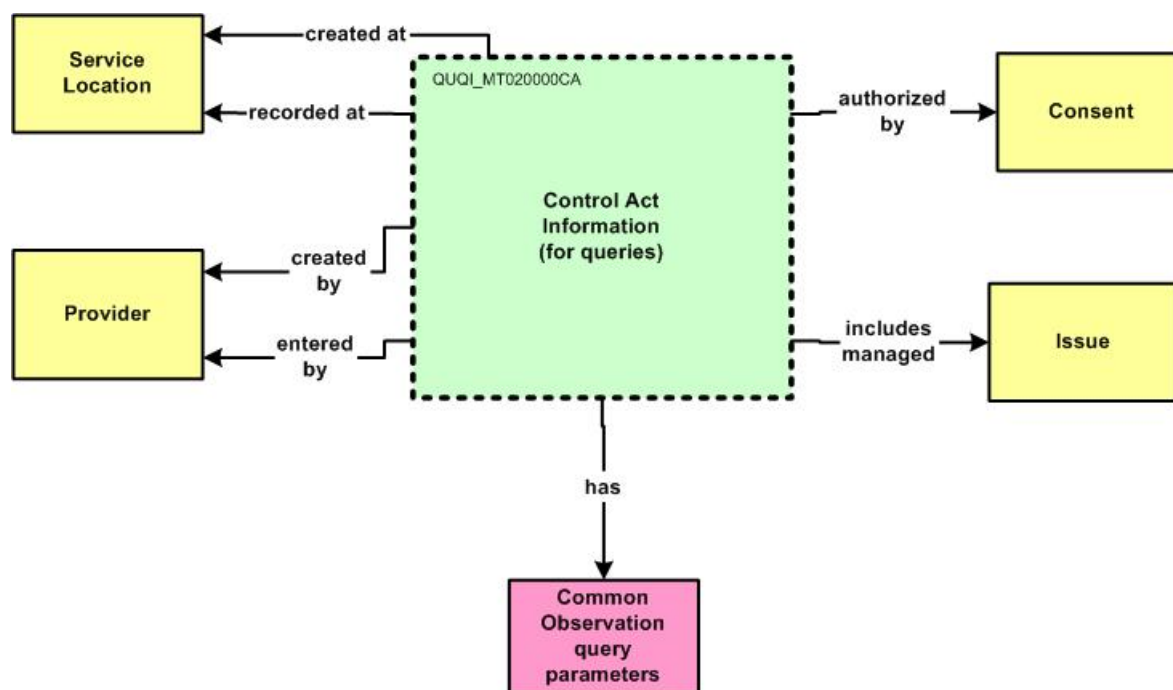 created at
Service
Location
QUQI_MT020000CA
recorded at
authorized
by
Consent
Control Act
Information
(for queries)
created
by
Provider
entered
by
includes
managed
Issue
has
Common
Observation
query
parameters